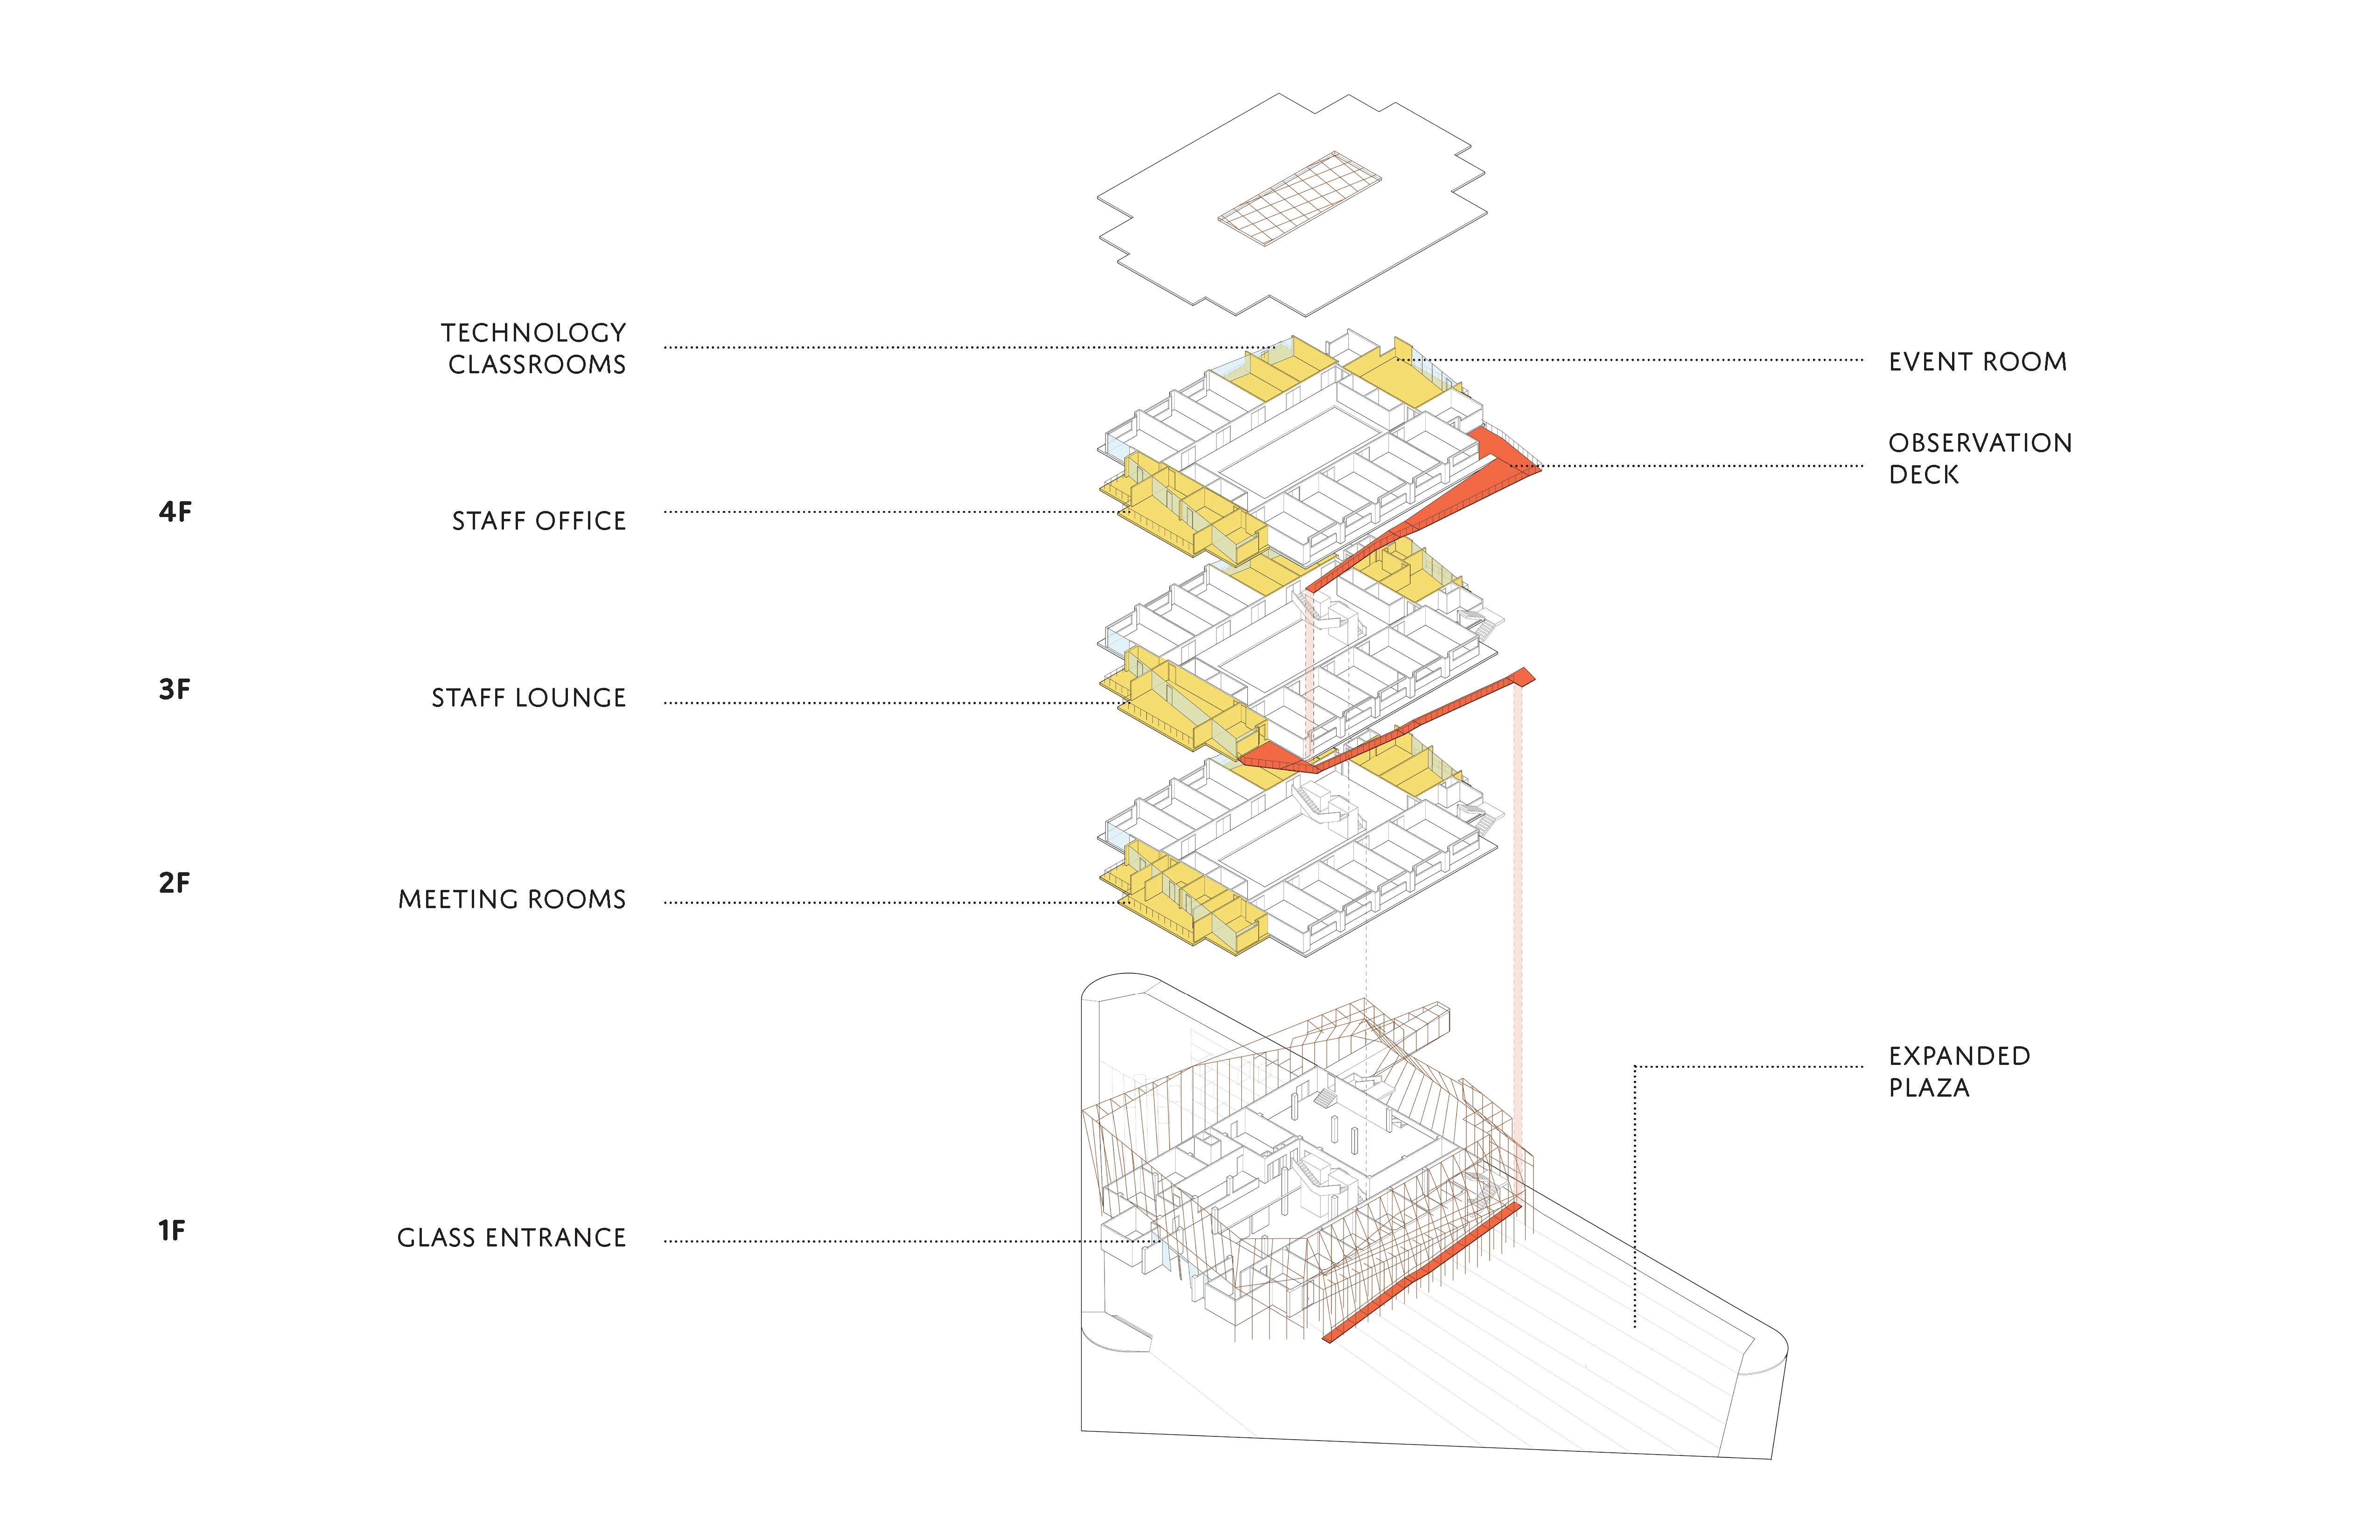 TECHNOLOGY
CLASSROOMS
EVENT ROOM
OBSERVATION
DECK
4F
STAFF OFFICE
3F
STAFF LOUNGE
2F
MEETING ROOMS
EXPANDED
PLAZA
1F
GLASS ENTRANCE